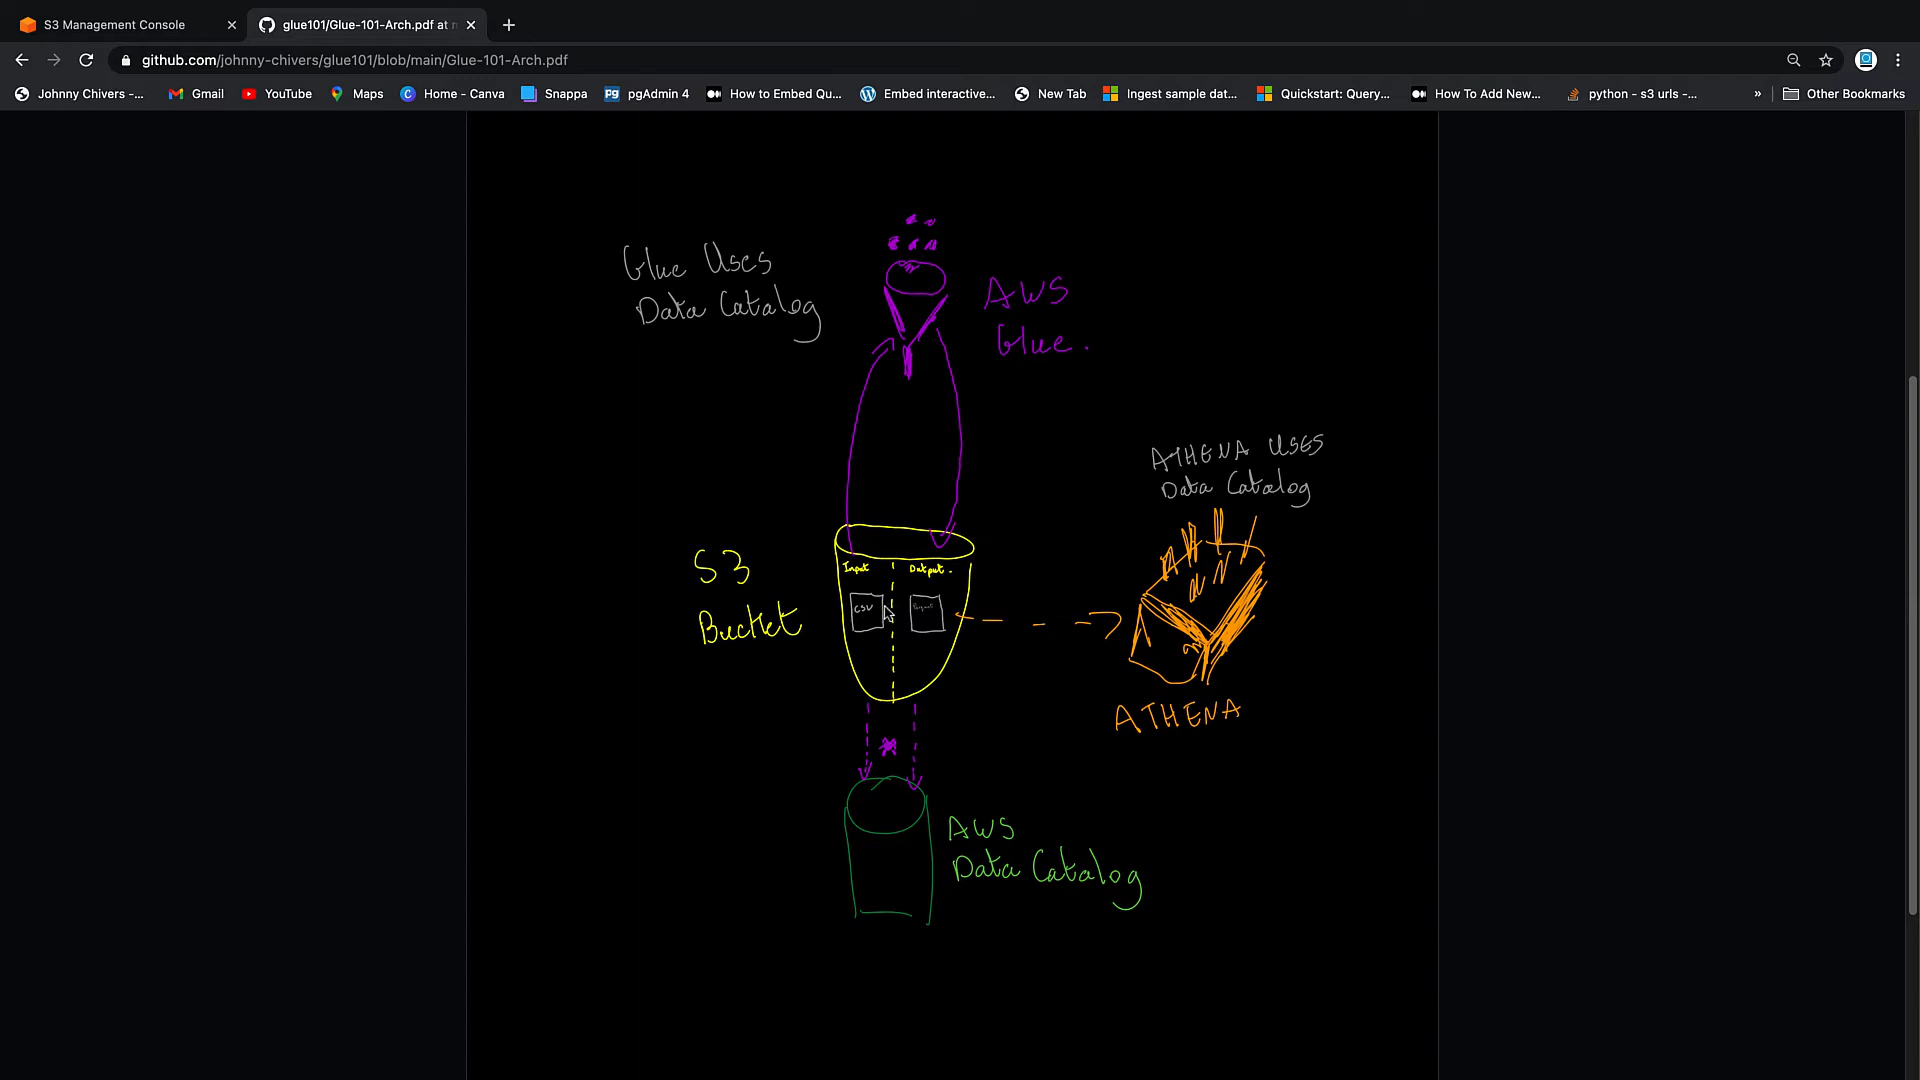 S3 Management Console
glue101/Glue-101-Arch.pdf at m
github.com/johnny-chivers/glue101/blob/main/Glue-101-Arch.pdf
Johnny Chivers -...
Gmail
YouTube
Maps
Home - Canva
Snappa
pgAdmin 4
How to Embed Qu...
Embed interactive...
New Tab
Ingest sample dat...
Quickstart: Query...
How To Add New...
python - s3 urls -...
»
Other Bookmarks
Glue Uses
Data Catalog
AWS
Glue.
ATHENA USES
Data Catalog
S3
Bucket
Input
Output.
CSV
Parquet
ATHENA
AWS
Data Catalog